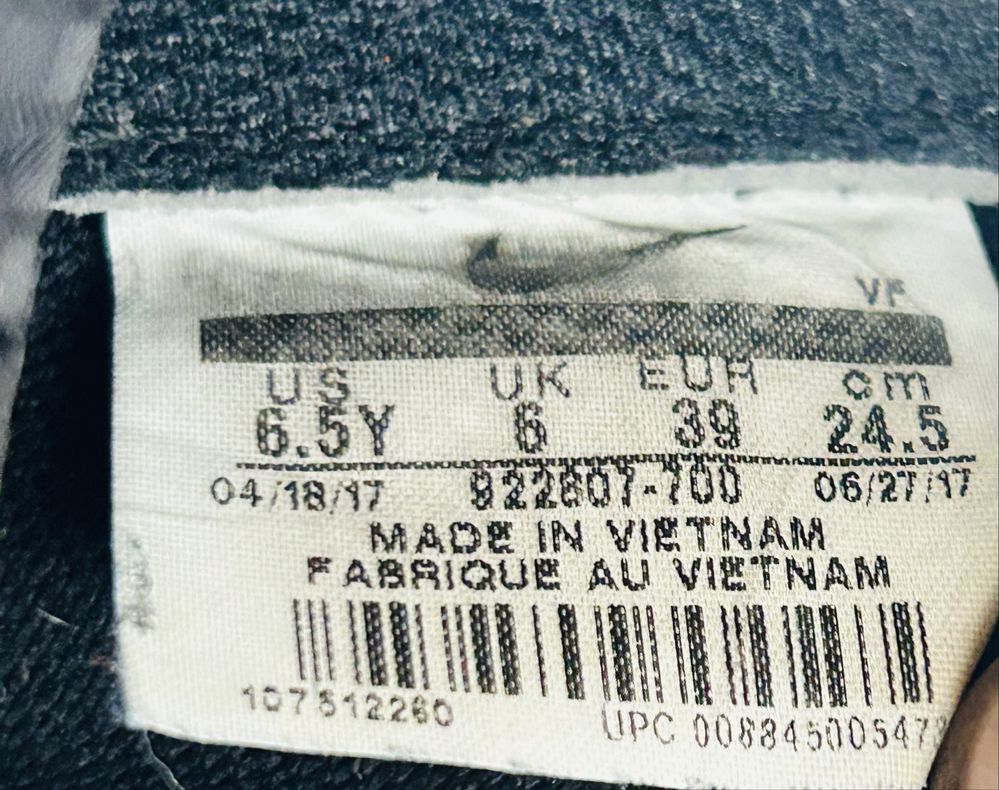 VF
US UK EUR cm
6.5Y 6 39 24.5
04/18/17 922807-700 06/27/17
MADE IN VIETNAM
FABRIQUE AU VIETNAM
107512260
UPC 00884500547